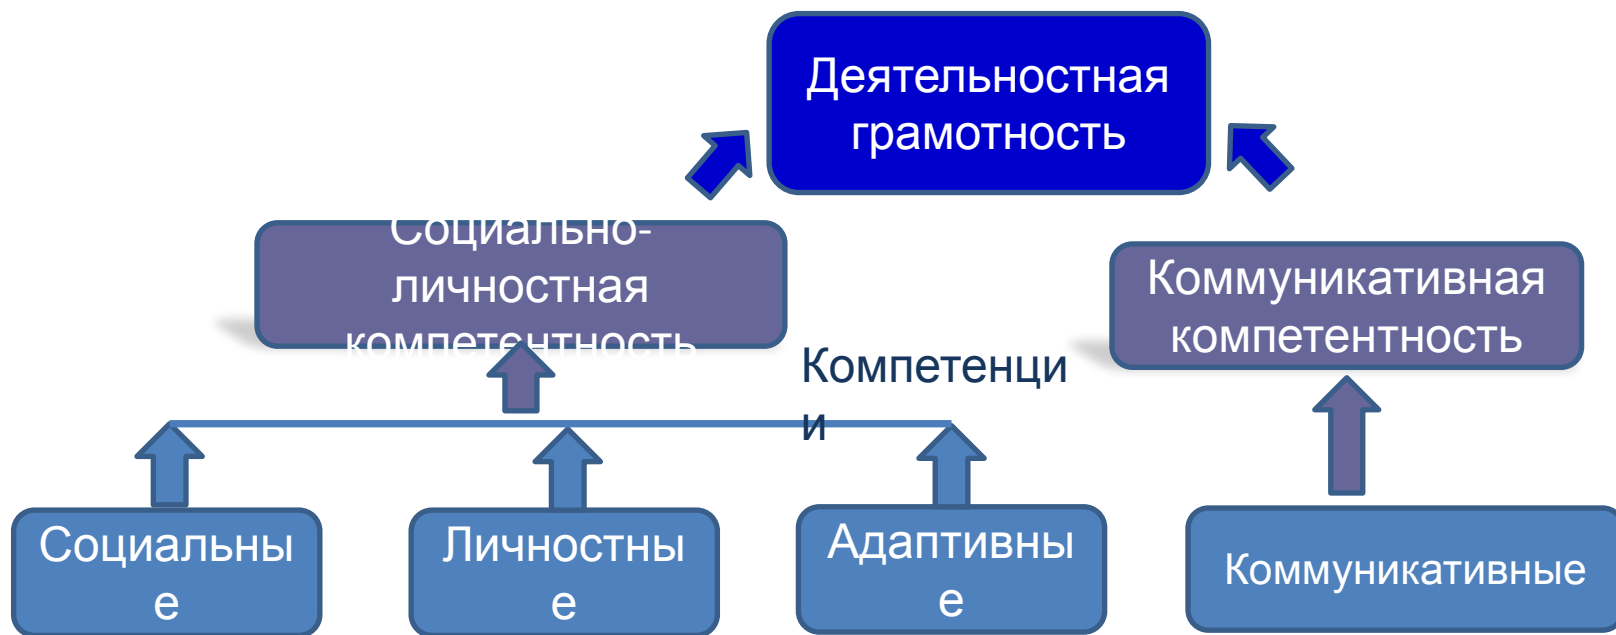 Деятельностная
грамотность
Социально-
личностная
компетентность
Коммуникативная
компетентность
Компетенци
и
Социальны
е
Личностны
е
Адаптивны
е
Коммуникативные